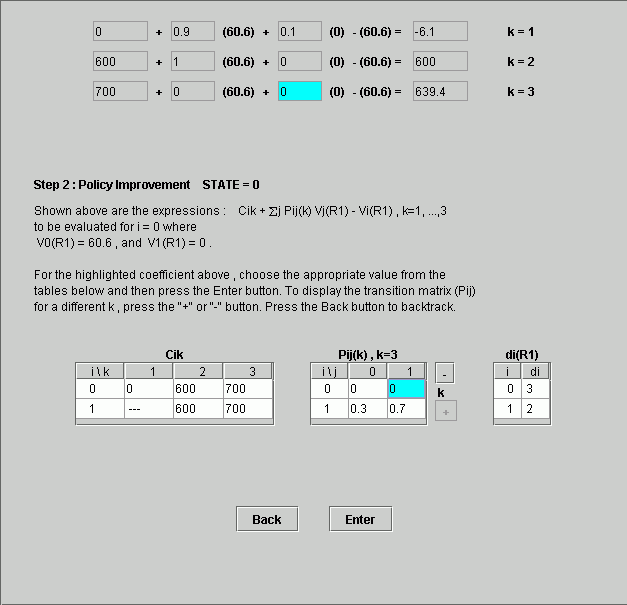 0 + 0.9 (60.6) + 0.1 (0) - (60.6) = -6.1 k = 1
600 + 1 (60.6) + 0 (0) - (60.6) = 600 k = 2
700 + 0 (60.6) + 0 (0) - (60.6) = 639.4 k = 3
Step 2 : Policy Improvement STATE = 0
Shown above are the expressions : Cik + Σj Pij(k) Vj(R1) - Vi(R1) , k=1, ...,3
to be evaluated for i = 0 where
V0(R1) = 60.6 , and V1(R1) = 0 .
For the highlighted coefficient above , choose the appropriate value from the
tables below and then press the Enter button. To display the transition matrix (Pij)
for a different k , press the "+" or "-" button. Press the Back button to backtrack.
Cik Pij(k) , k=3 di(R1)
i \ k 1 2 3 i \ j 0 1 - i di
0 0 600 700 0 0 0 k 0 3
1 --- 600 700 1 0.3 0.7 + 1 2
Back Enter